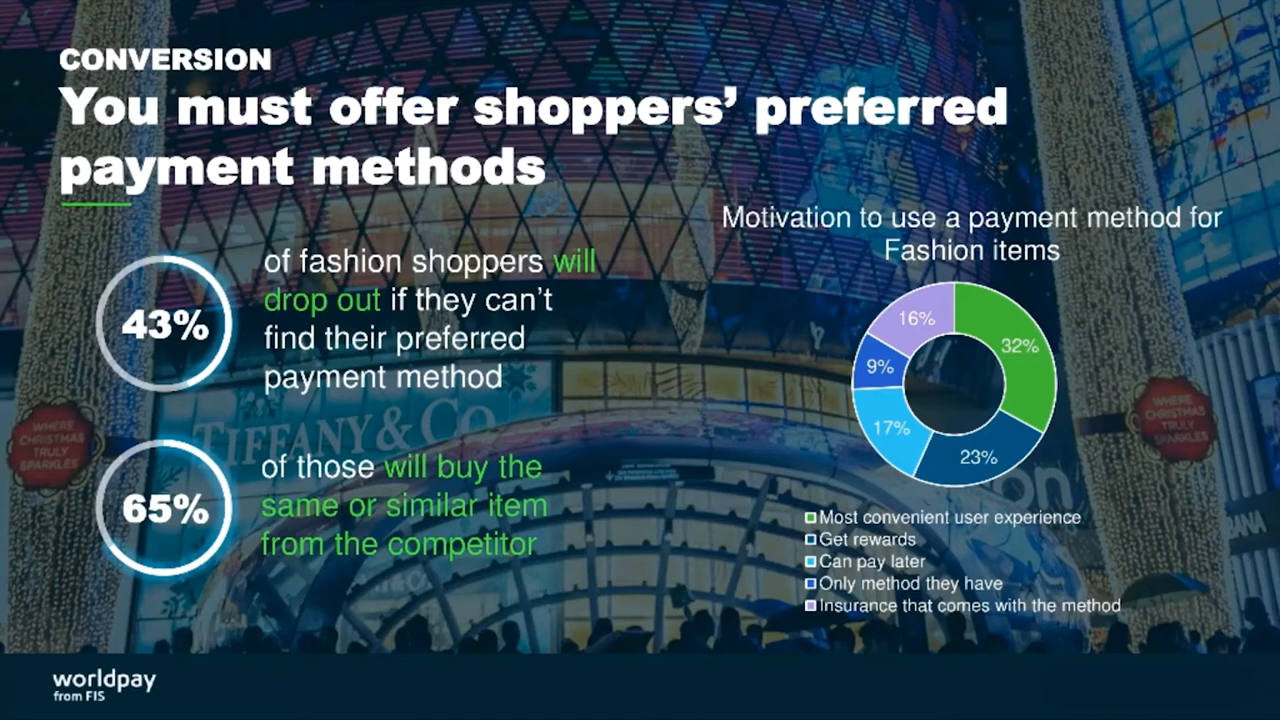 CONVERSION
You must offer shoppers’ preferred
payment methods
43%
of fashion shoppers will
drop out if they can’t
find their preferred
payment method
65%
of those will buy the
same or similar item
from the competitor
Motivation to use a payment method for
Fashion items
16%
32%
9%
17%
23%
Most convenient user experience
Get rewards
Can pay later
Only method they have
Insurance that comes with the method
TIFFANY & CO
WHERE
CHRISTMAS
TRULY
SPARKLES
WHERE
CHRISTMAS
TRULY
SPARKLES
worldpay
from FIS